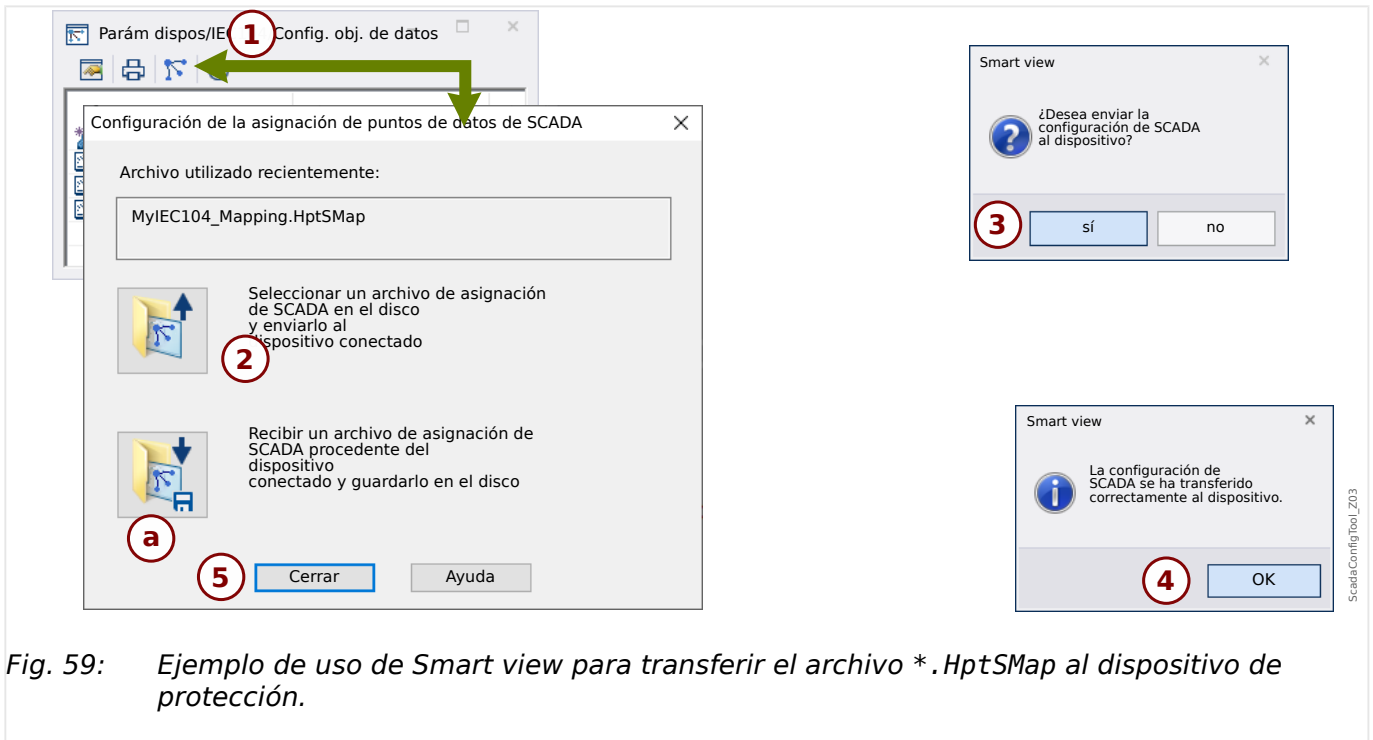 Parám dispos/IE
1
Config. obj. de datos
Configuración de la asignación de puntos de datos de SCADA
Archivo utilizado recientemente:
MyIEC104_Mapping.HptSMap
Seleccionar un archivo de asignación
de SCADA en el disco
y enviarlo al
dispositivo conectado
2
Recibir un archivo de asignación de
SCADA procedente del
dispositivo
conectado y guardarlo en el disco
a
5
Cerrar
Ayuda
Smart view
¿Desea enviar la
configuración de SCADA
al dispositivo?
3
sí
no
Smart view
La configuración de
SCADA se ha transferido
correctamente al dispositivo.
4
OK
ScadaConfigTool_Z03
Fig. 59: Ejemplo de uso de Smart view para transferir el archivo *.HptSMap al dispositivo de
protección.